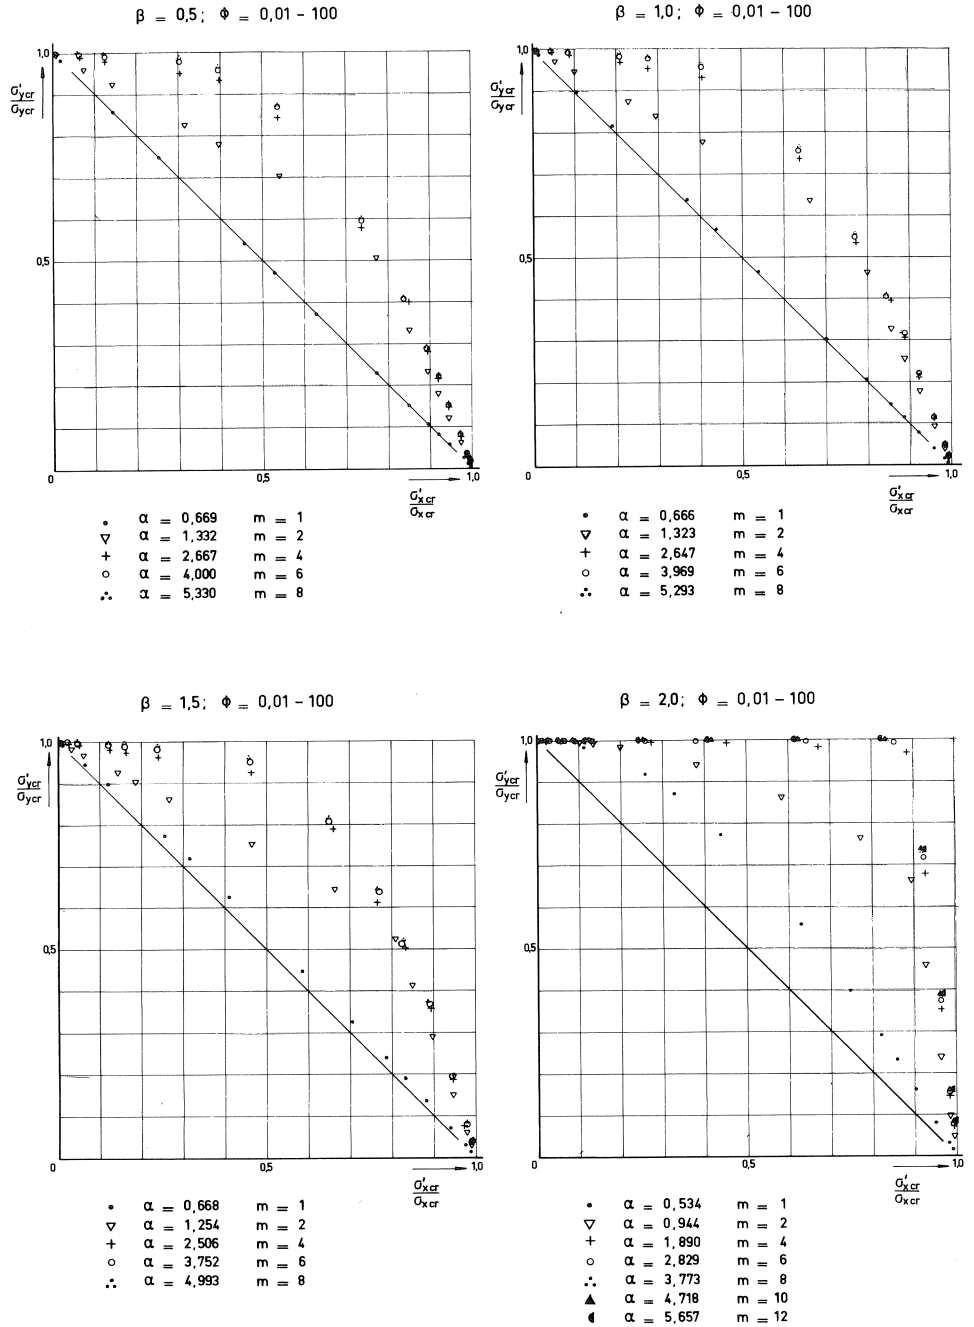 β = 0,5; Φ = 0,01 – 100
1,0
σ'ycr
σycr
0,5
0
0,5
1,0
σ'xcr
σxcr
α = 0,669 m = 1
α = 1,332 m = 2
α = 2,667 m = 4
α = 4,000 m = 6
α = 5,330 m = 8
β = 1,0; Φ = 0,01 – 100
1,0
σ'ycr
σycr
0,5
0
0,5
1,0
σ'xcr
σxcr
α = 0,666 m = 1
α = 1,323 m = 2
α = 2,647 m = 4
α = 3,969 m = 6
α = 5,293 m = 8
β = 1,5; Φ = 0,01 – 100
1,0
σ'ycr
σycr
0,5
0
0,5
1,0
σ'xcr
σxcr
α = 0,668 m = 1
α = 1,254 m = 2
α = 2,506 m = 4
α = 3,752 m = 6
α = 4,993 m = 8
β = 2,0; Φ = 0,01 – 100
1,0
σ'ycr
σycr
0,5
0
0,5
1,0
σ'xcr
σxcr
α = 0,534 m = 1
α = 0,944 m = 2
α = 1,890 m = 4
α = 2,829 m = 6
α = 3,773 m = 8
α = 4,718 m = 10
α = 5,657 m = 12